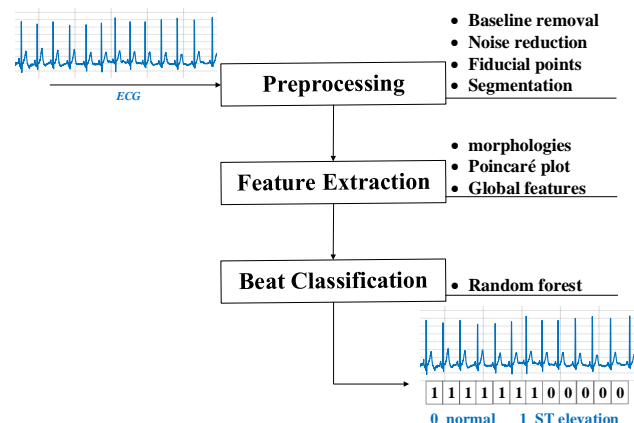 • Baseline removal
• Noise reduction
• Fiducial points
• Segmentation
Preprocessing
ECG
• morphologies
• Poincaré plot
• Global features
Feature Extraction
Beat Classification
• Random forest
1 1 1 1 1 1 1 0 0 0 0 0
0 normal 1 ST elevation